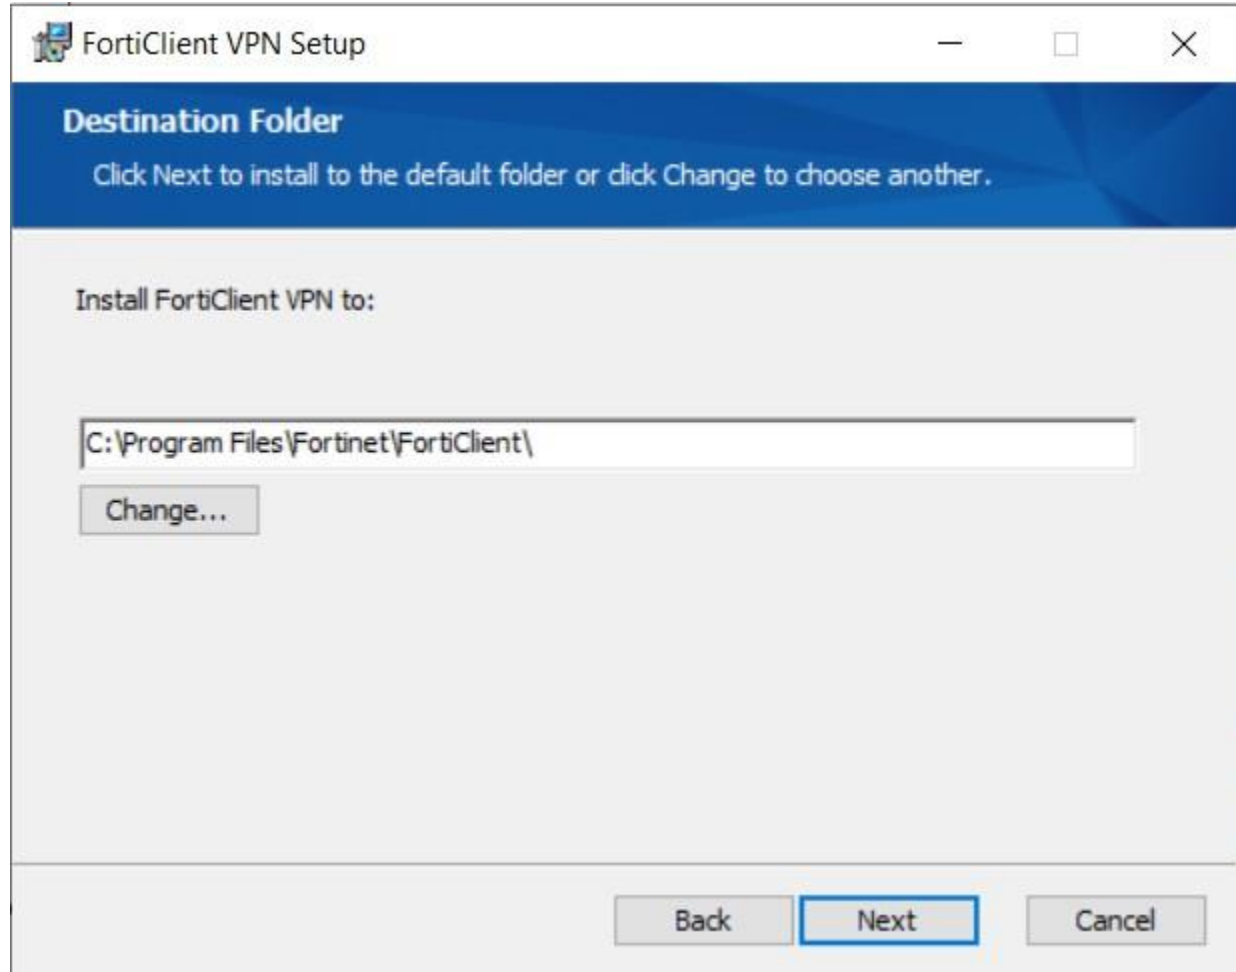 FortiClient VPN Setup
Destination Folder
Click Next to install to the default folder or click Change to choose another.
Install FortiClient VPN to:
C:\Program Files\Fortinet\FortiClient\
Change...
Back Next Cancel